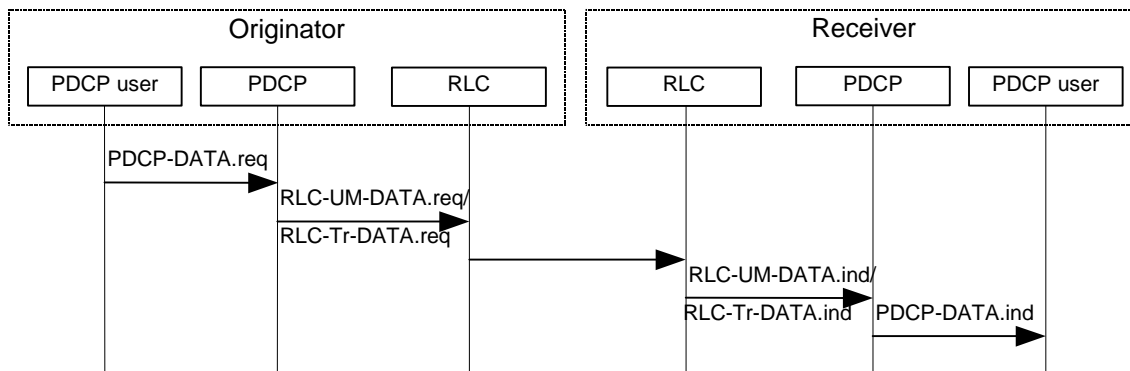 Originator
Receiver
PDCP user
PDCP
RLC
RLC
PDCP
PDCP user
PDCP-DATA.req
RLC-UM-DATA.req/
RLC-Tr-DATA.req
RLC-UM-DATA.ind/
RLC-Tr-DATA.ind
PDCP-DATA.ind